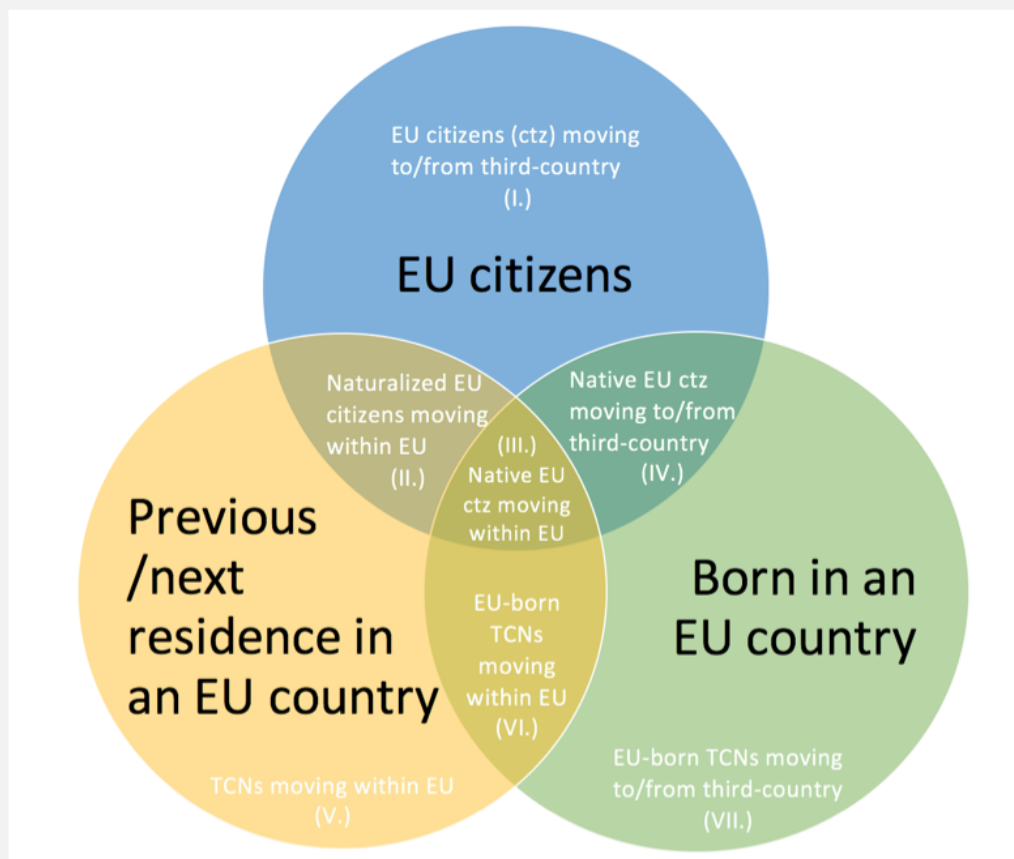 EU citizens (ctz) moving
to/from third-country
(I.)
EU citizens
Naturalized EU
citizens moving
within EU
(II.)
(III.)
Native EU
ctz moving
within EU
Native EU ctz
moving to/from
third-country
(IV.)
Previous
/next
residence in
an EU country
Born in an
EU country
EU-born
TCNs
moving
within EU
(VI.)
TCNs moving within EU
(V.)
EU-born TCNs moving
to/from third-country
(VII.)